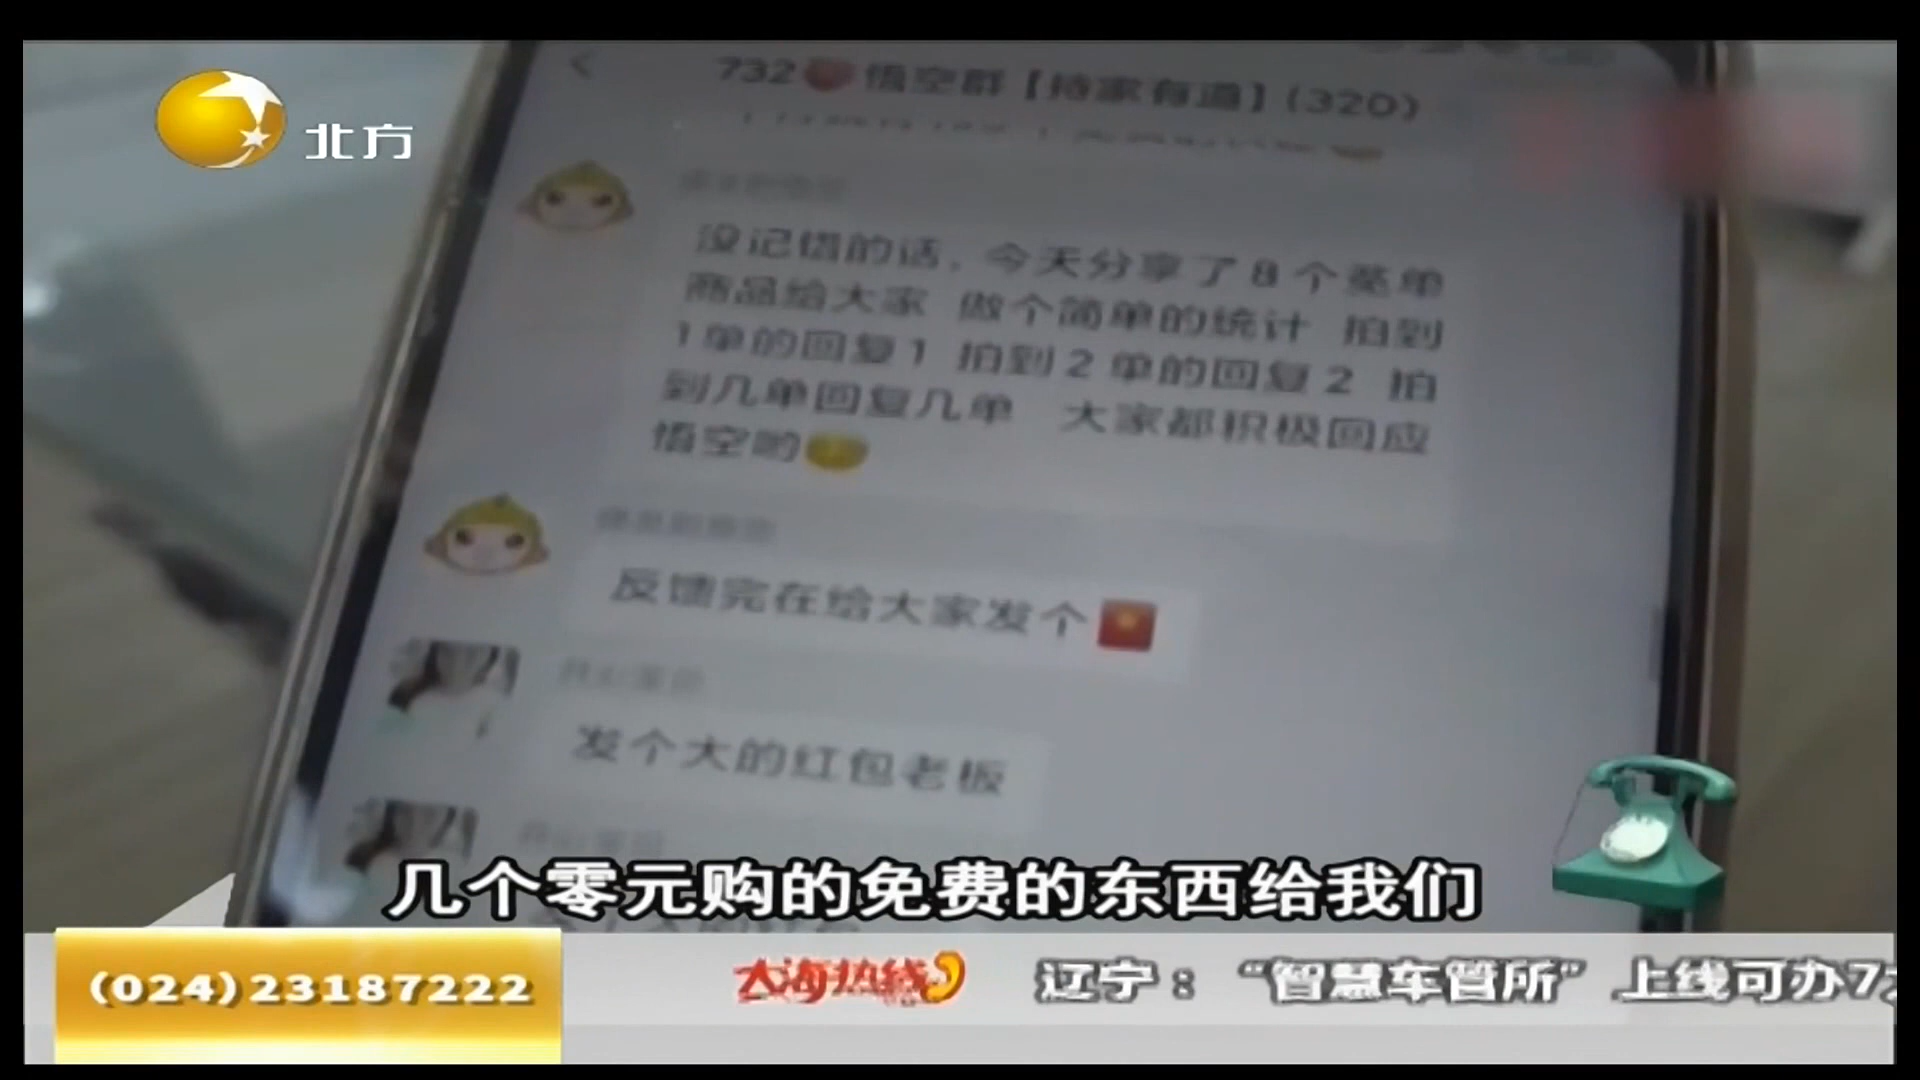 北方
732 悟空群【持家有道】(320)
没记错的话，今天分享了8个菜单
商品给大家 做个简单的统计 拍到
1单的回复1 拍到2单的回复2 拍
到几单回复几单 大家都积极回应
悟空哟
反馈完在给大家发个
发个大的红包老板
几个零元购的免费的东西给我们
(024)23187222
大海热线
辽宁：“智慧车管所”上线可办7